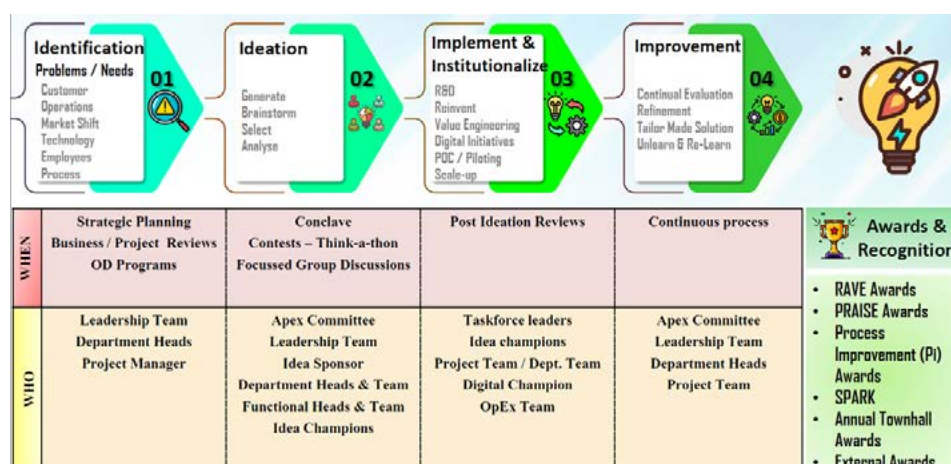 Identification
Problems / Needs
Customer
Operations
Market Shift
Technology
Employees
Process
01
Ideation
Generate
Brainstorm
Select
Analyse
02
Implement &
Institutionalize
R&D
Reinvent
Value Engineering
Digital Initiatives
POC / Piloting
Scale-up
03
Improvement
Continual Evaluation
Refinement
Tailor Made Solution
Unlearn & Re-Learn
04
WHEN
Strategic Planning
Business / Project Reviews
OD Programs
Conclave
Contests – Think-a-thon
Focussed Group Discussions
Post Ideation Reviews
Continuous process
WHO
Leadership Team
Department Heads
Project Manager
Apex Committee
Leadership Team
Idea Sponsor
Department Heads & Team
Functional Heads & Team
Idea Champions
Taskforce leaders
Idea champions
Project Team / Dept. Team
Digital Champion
OpEx Team
Apex Committee
Leadership Team
Department Heads
Project Team
Awards &
Recognition
• RAVE Awards
• PRAISE Awards
• Process
Improvement (Pi)
Awards
• SPARK
• Annual Townhall
Awards
• External Awards